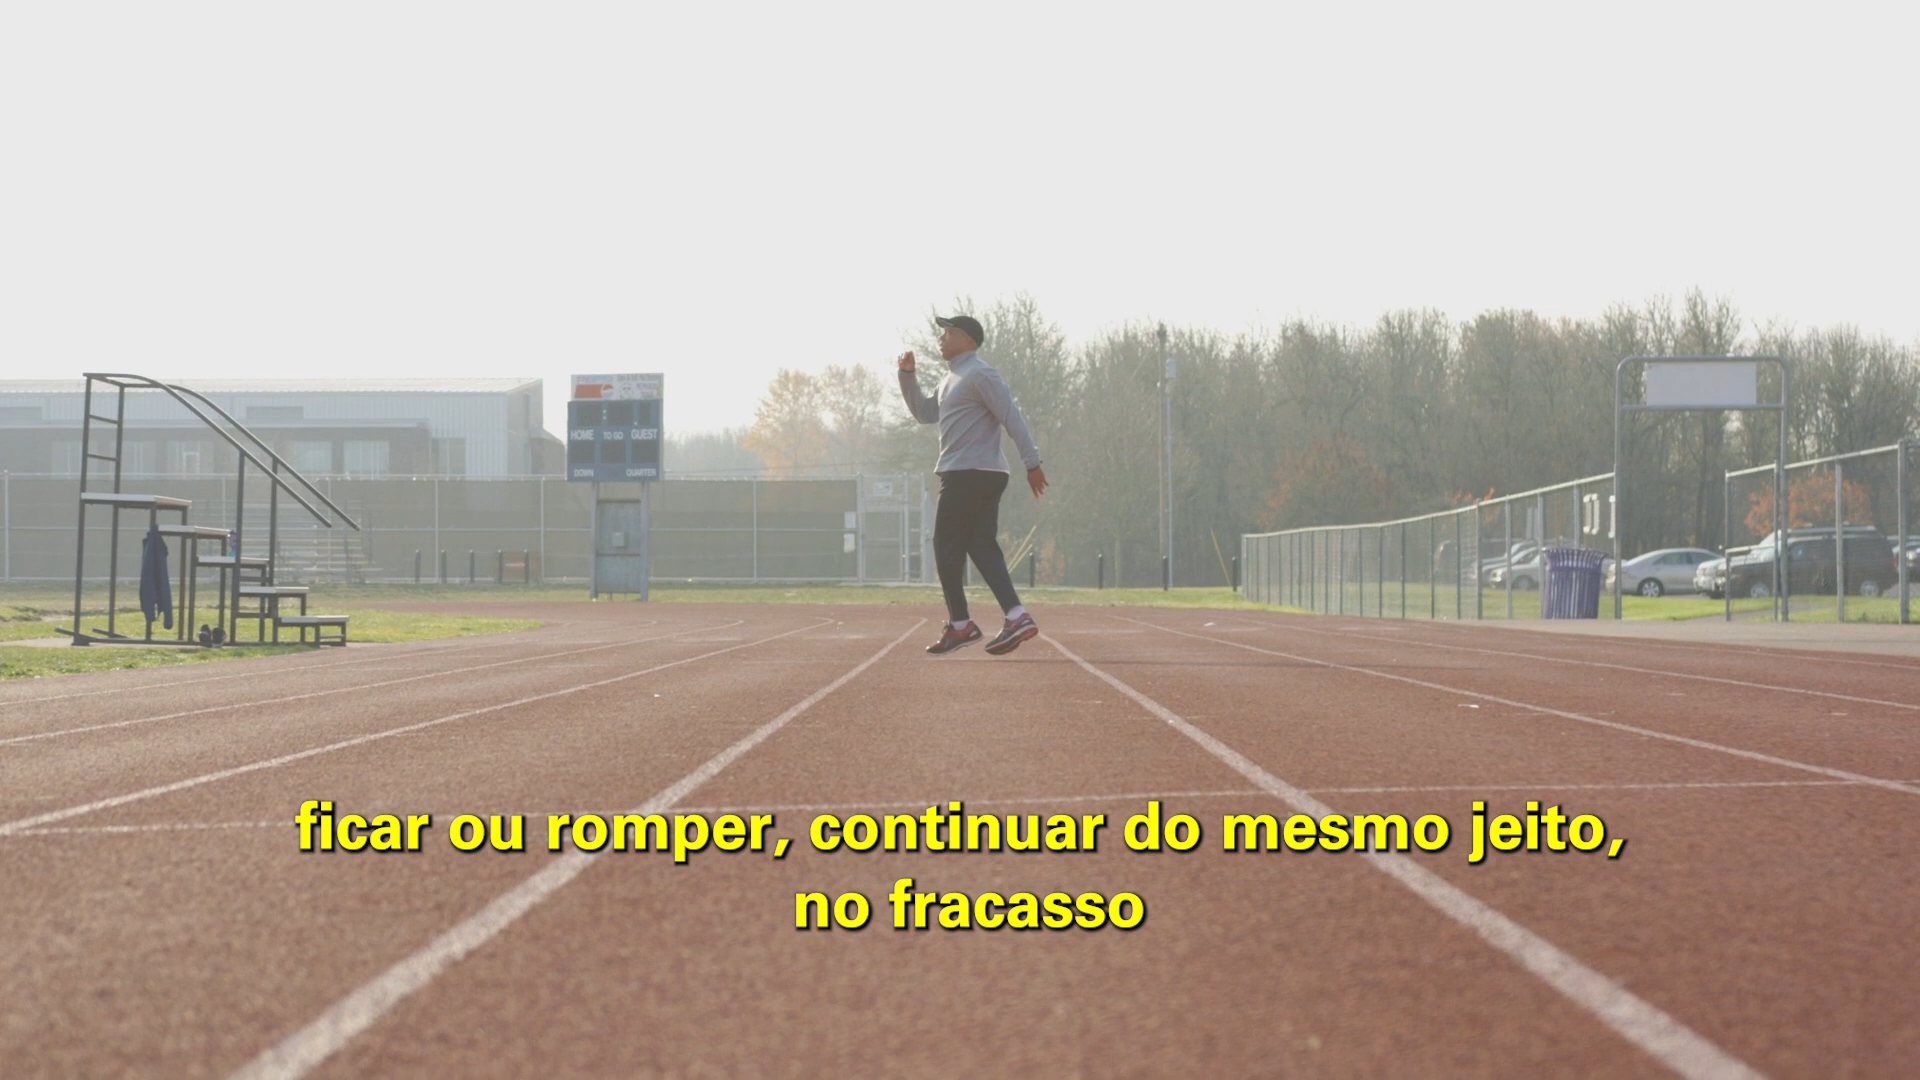 HOME TO GO GUEST
DOWN QUARTER
ficar ou romper, continuar do mesmo jeito,
no fracasso